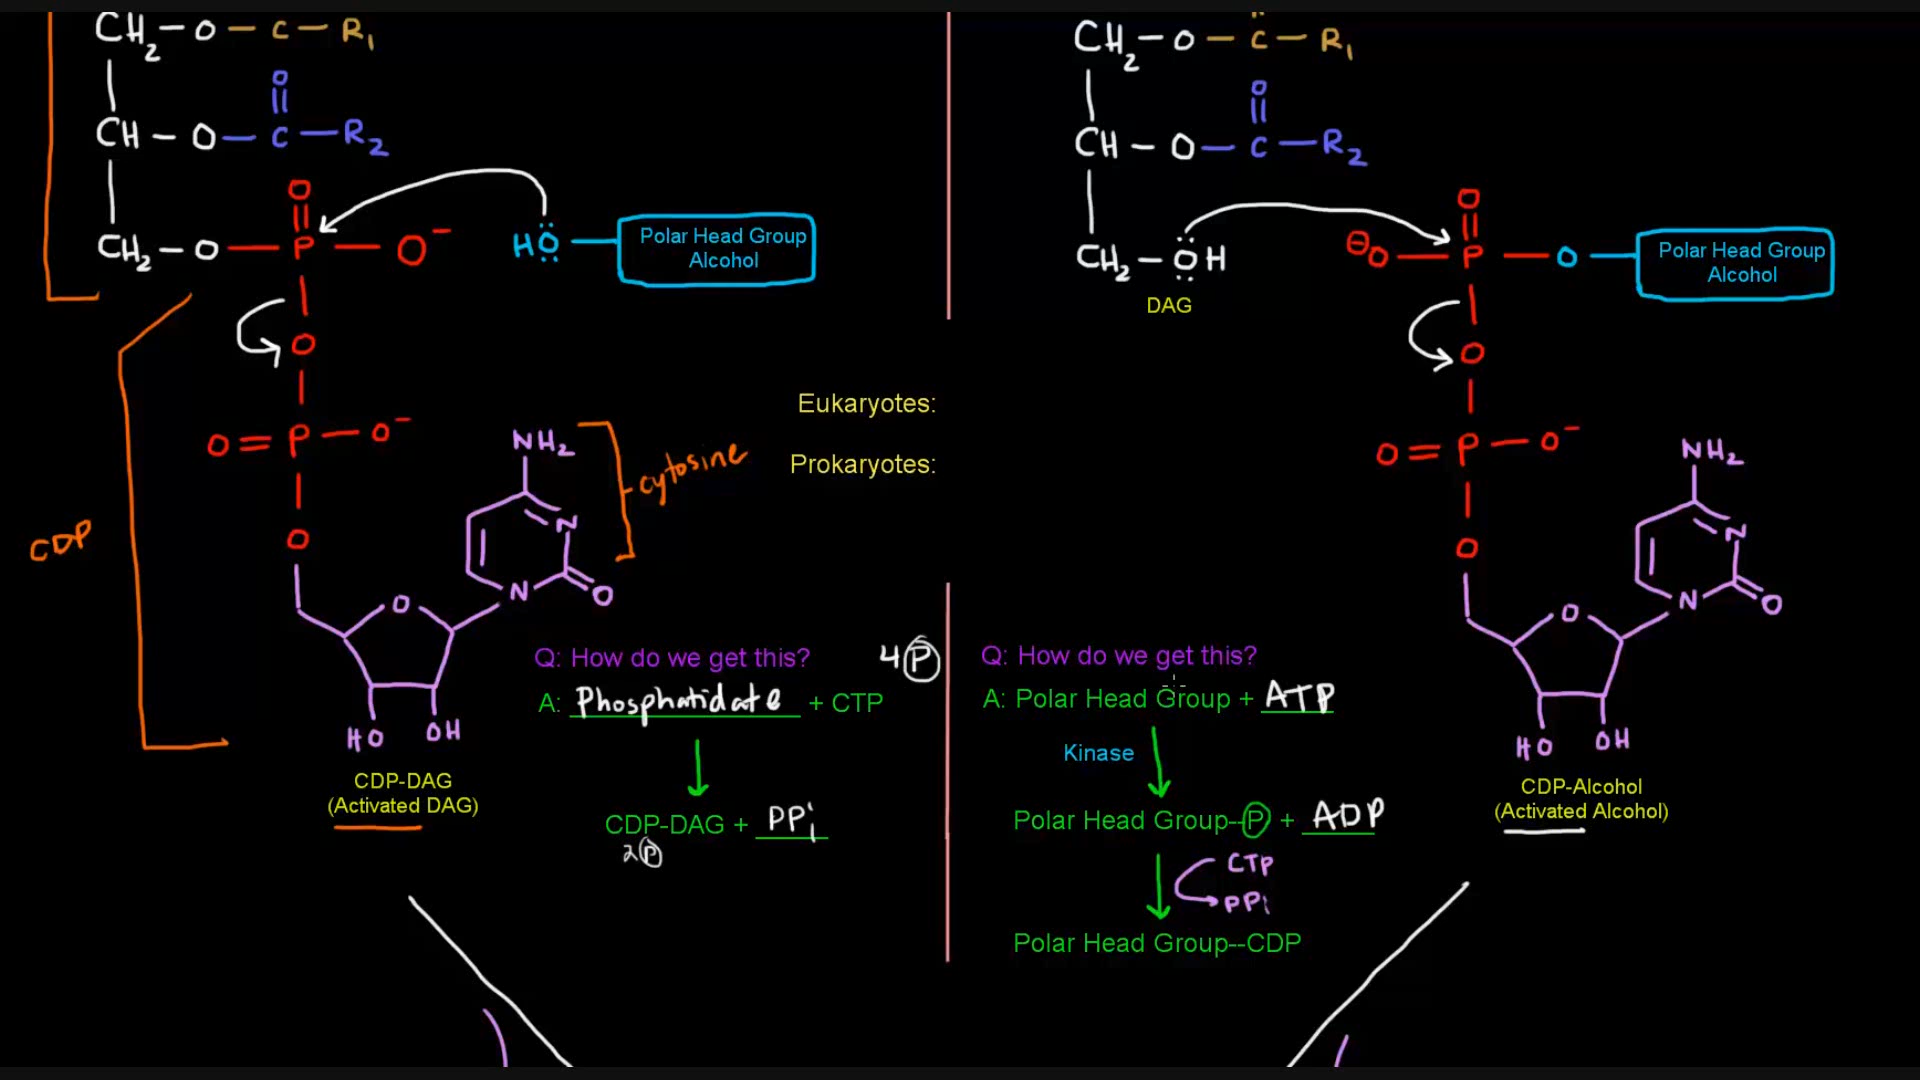 CH2—O—C—R1
O
CH—O—C—R2
O
CH2—O—P—O−
HO—
Polar Head Group
Alcohol
O
O=P—O−
O
NH2
N
N
O
O
HO OH
cytosine
CDP
CDP-DAG
(Activated DAG)
Q: How do we get this?
4 P
A: Phosphatidate + CTP
CDP-DAG + PPi
2 P
Eukaryotes:
Prokaryotes:
CH2—O—C—R1
O
CH—O—C—R2
CH2—OH
DAG
O
⊖O—P—O—
Polar Head Group
Alcohol
O
O=P—O−
O
NH2
N
N
O
O
HO OH
CDP-Alcohol
(Activated Alcohol)
Q: How do we get this?
A: Polar Head Group + ATP
Kinase
Polar Head Group--P + ADP
CTP
PPi
Polar Head Group--CDP